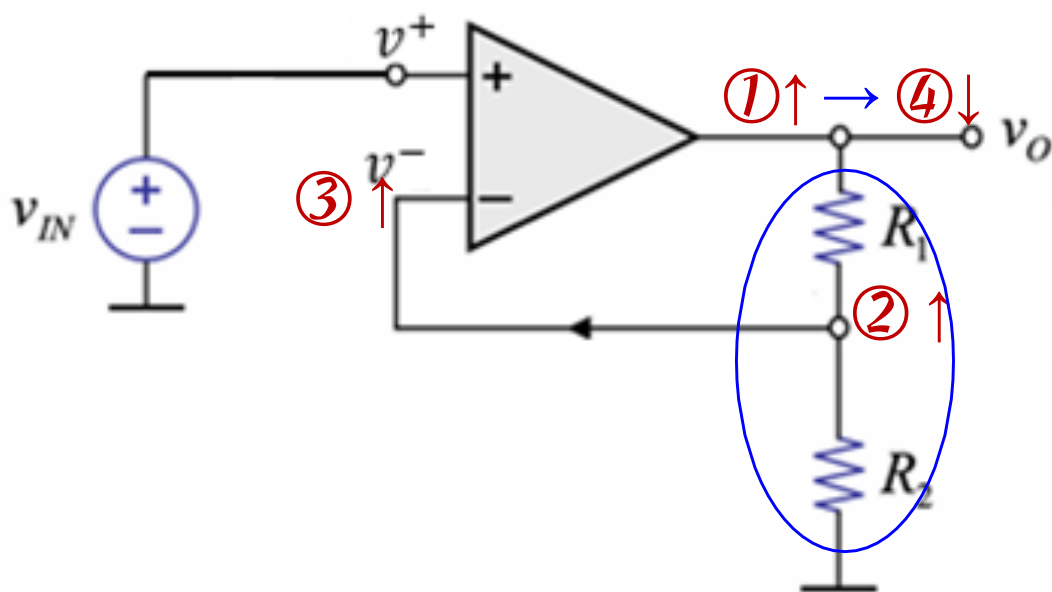 v⁺
①↑ → ④↓ v_O
+
v⁻
③ ↑
−
+
−
v_IN
R₁
② ↑
R₂